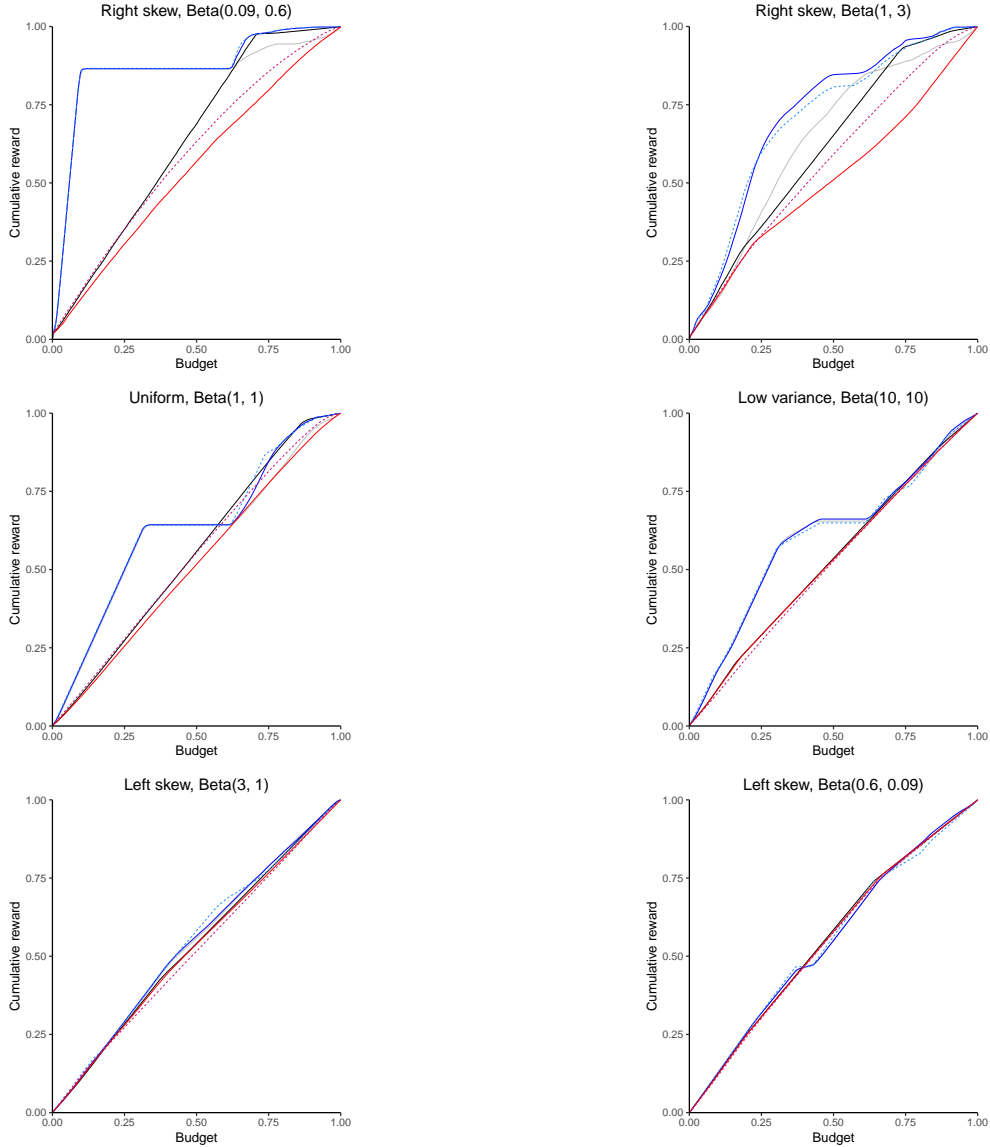 Right skew, Beta(0.09, 0.6)
1.00
0.75
0.50
0.25
0.00
Cumulative reward
0.00 0.25 0.50 0.75 1.00
Budget
Right skew, Beta(1, 3)
1.00
0.75
0.50
0.25
0.00
Cumulative reward
0.00 0.25 0.50 0.75 1.00
Budget
Uniform, Beta(1, 1)
1.00
0.75
0.50
0.25
0.00
Cumulative reward
0.00 0.25 0.50 0.75 1.00
Budget
Low variance, Beta(10, 10)
1.00
0.75
0.50
0.25
0.00
Cumulative reward
0.00 0.25 0.50 0.75 1.00
Budget
Left skew, Beta(3, 1)
1.00
0.75
0.50
0.25
0.00
Cumulative reward
0.00 0.25 0.50 0.75 1.00
Budget
Left skew, Beta(0.6, 0.09)
1.00
0.75
0.50
0.25
0.00
Cumulative reward
0.00 0.25 0.50 0.75 1.00
Budget